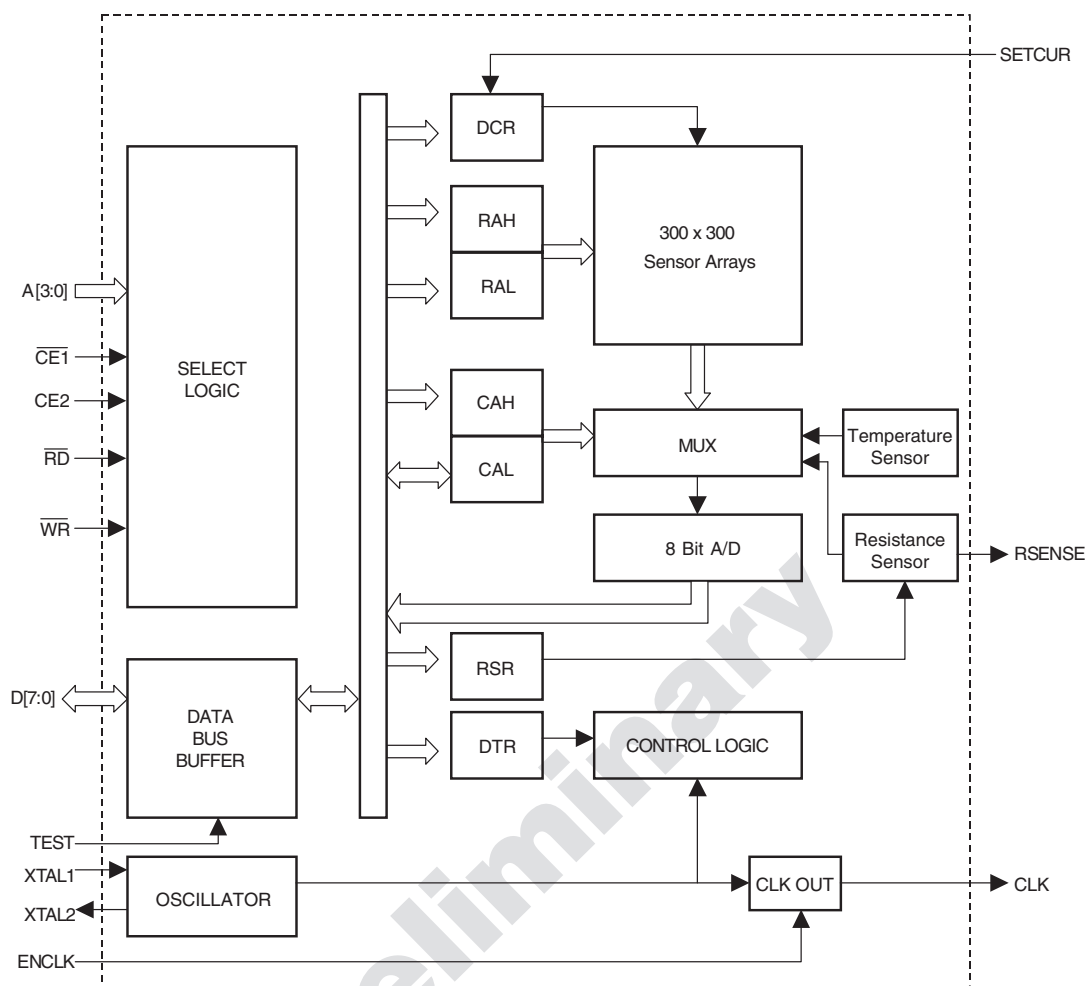 SETCUR
DCR
RAH
RAL
300 x 300
Sensor Arrays
A[3:0]
CE1
CE2
RD
WR
SELECT
LOGIC
CAH
CAL
MUX
Temperature
Sensor
8 Bit A/D
Resistance
Sensor
RSENSE
D[7:0]
DATA
BUS
BUFFER
RSR
DTR
CONTROL LOGIC
TEST
XTAL1
XTAL2
OSCILLATOR
CLK OUT
CLK
ENCLK
eliminary